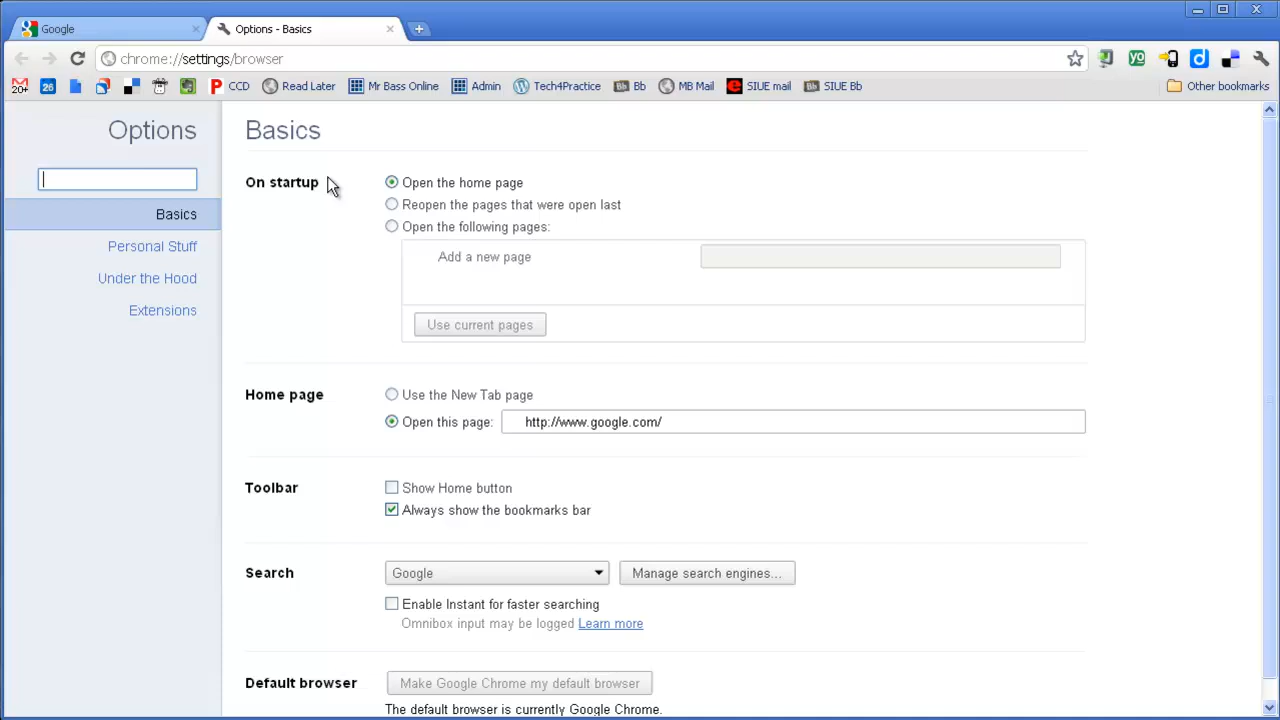 Google
Options - Basics
chrome://settings/browser
20+ 26 P CCD Read Later Mr Bass Online Admin Tech4Practice Bb Bb MB Mail e SIUE mail Bb SIUE Bb Other bookmarks
yo d
Options
Basics
Personal Stuff
Under the Hood
Extensions
Basics
On startup
Open the home page
Reopen the pages that were open last
Open the following pages:
Add a new page
Use current pages
Home page
Use the New Tab page
Open this page: http://www.google.com/
Toolbar
Show Home button
Always show the bookmarks bar
Search
Google Manage search engines...
Enable Instant for faster searching
Omnibox input may be logged Learn more
Default browser
Make Google Chrome my default browser
The default browser is currently Google Chrome.